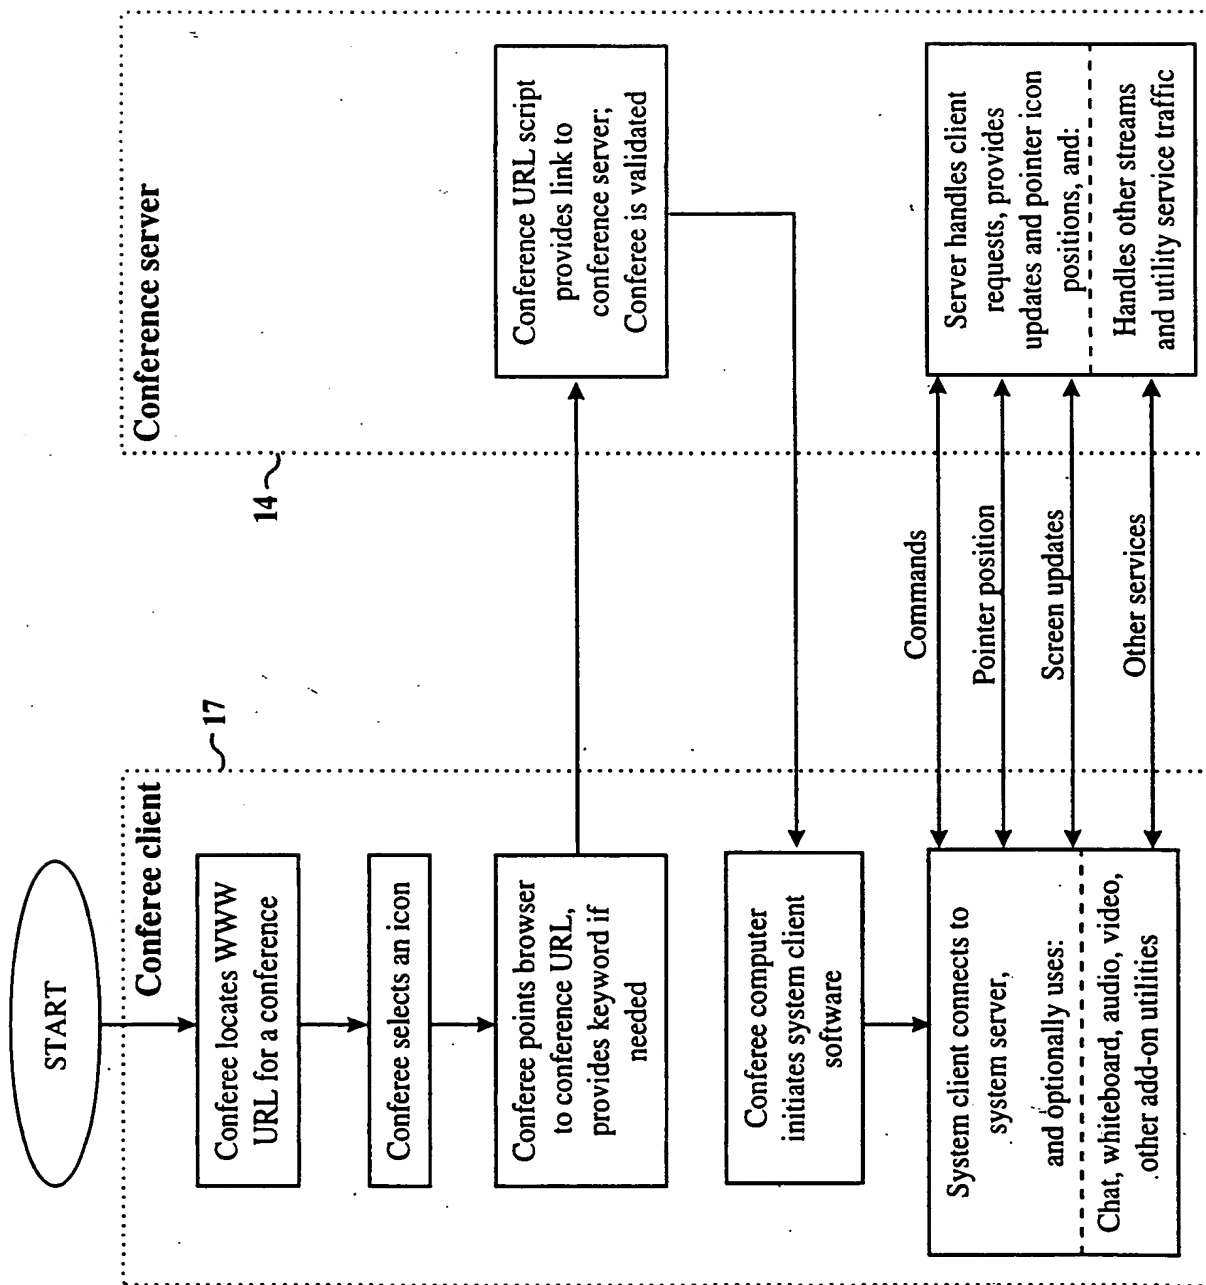 START
Conferee client
17
Conferee locates WWW
URL for a conference
Conferee selects an icon
Conferee points browser
to conference URL,
provides keyword if
needed
Conferee computer
initiates system client
software
System client connects to
system server,
and optionally uses:
Chat, whiteboard, audio, video,
other add-on utilities
Commands
Pointer position
Screen updates
Other services
14
Conference server
Conference URL script
provides link to
conference server;
Conferee is validated
Server handles client
requests, provides
updates and pointer icon
positions, and:
Handles other streams
and utility service traffic